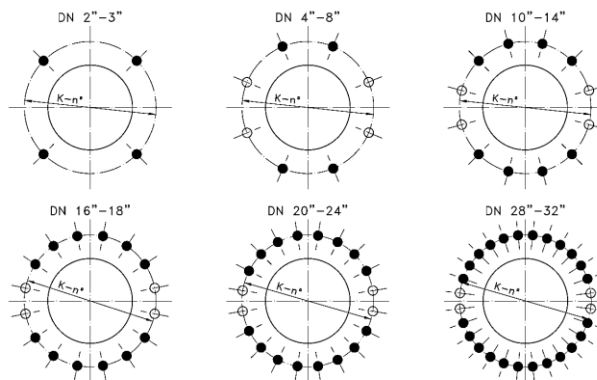 DN 2"-3"
DN 4"-8"
DN 10"-14"
K-n°
K-n°
K-n°
DN 16"-18"
DN 20"-24"
DN 28"-32"
K-n°
K-n°
K-n°